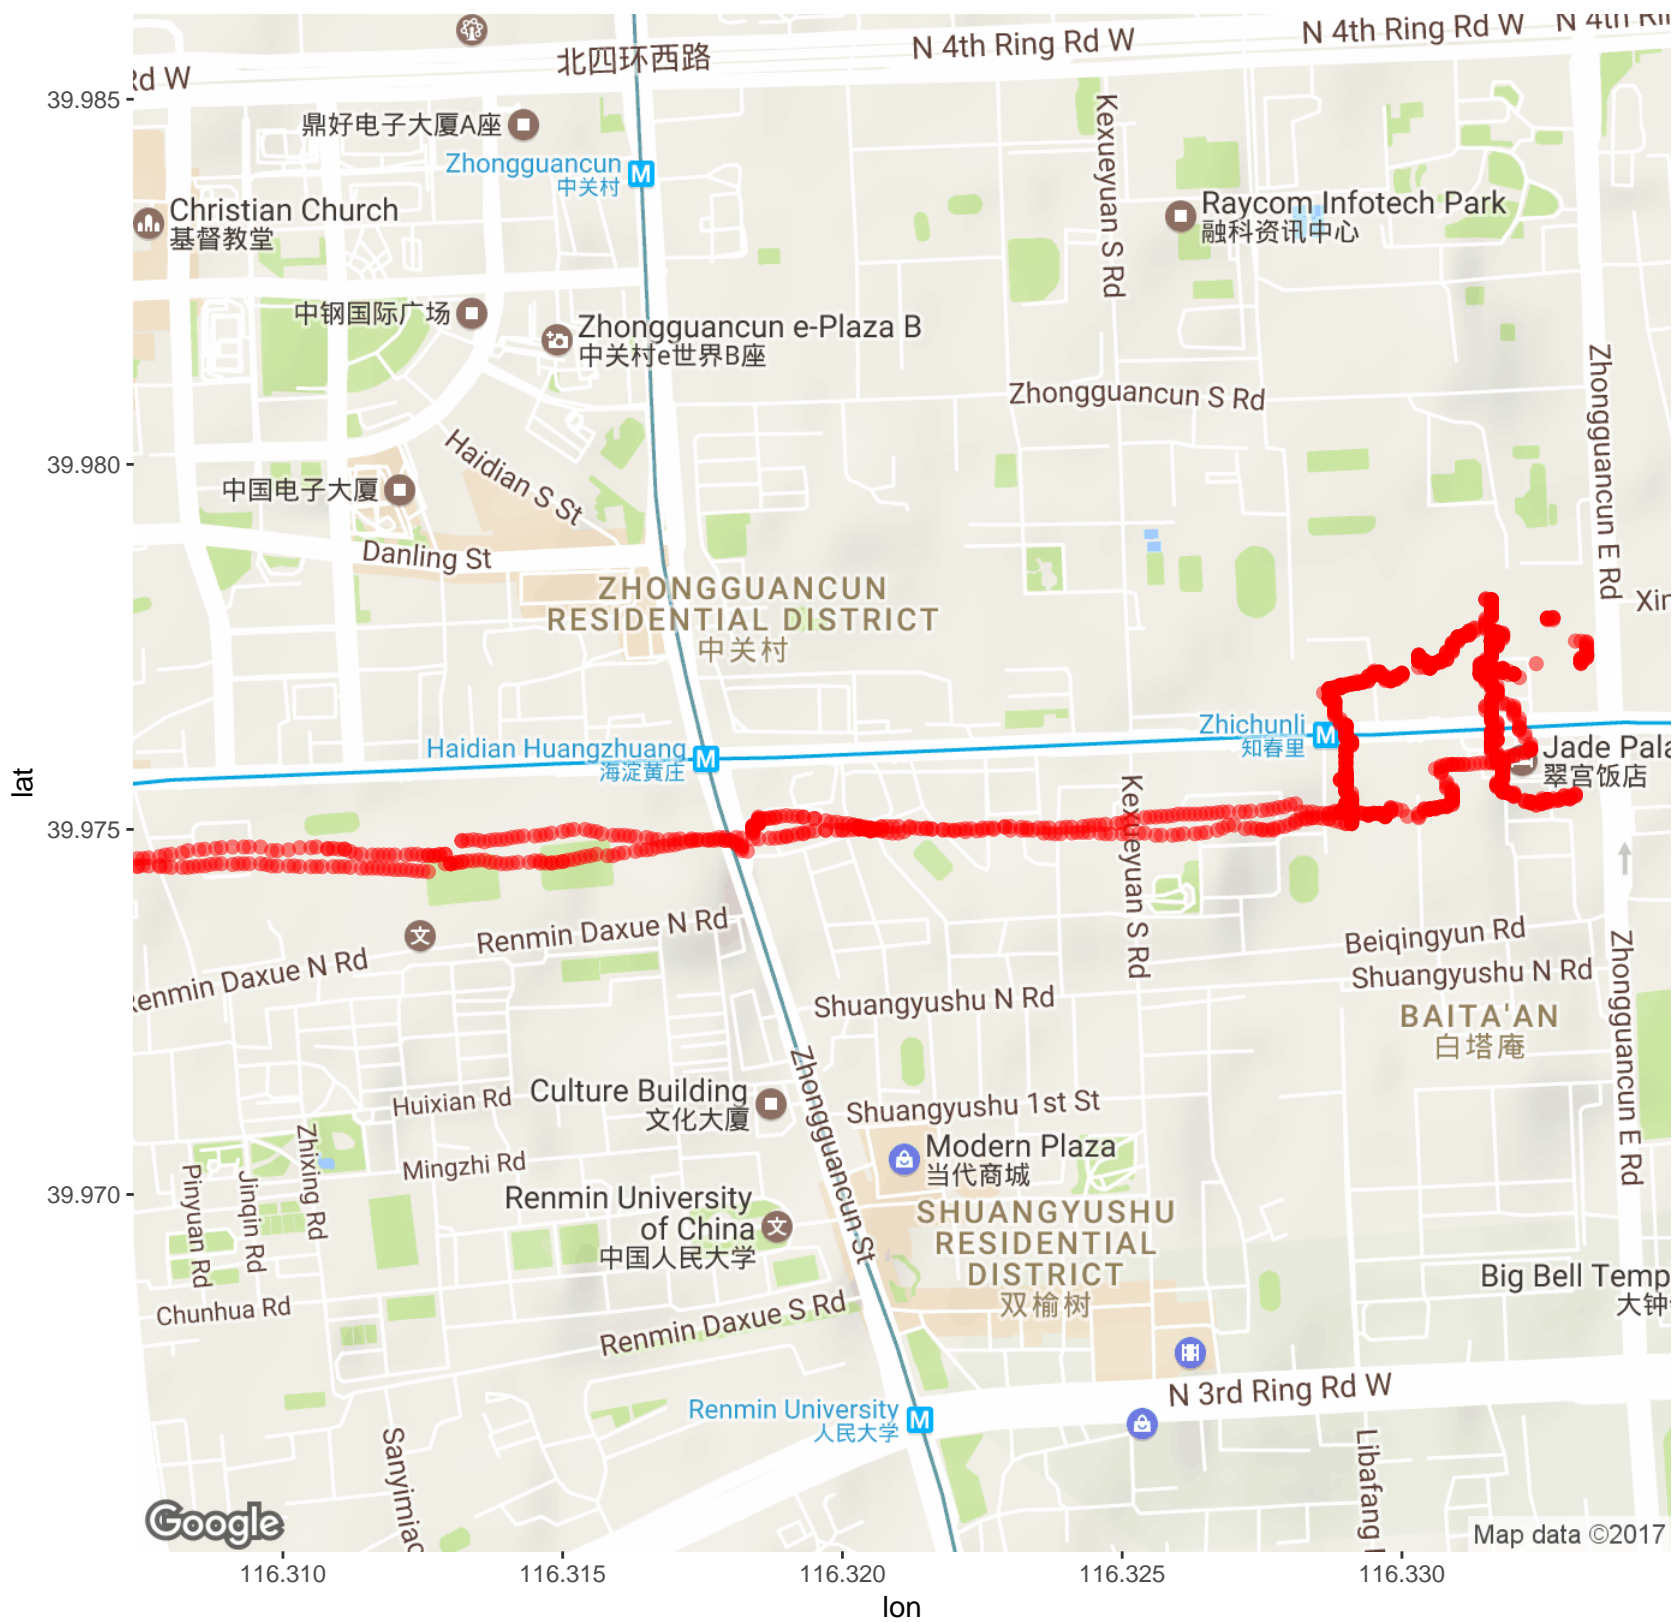 N 4th Ring Rd W
N 4th Ring Rd W
北四环西路
Rd W
39.985
鼎好电子大厦A座
Zhongguancun
中关村
Kexueyuan S Rd
Christian Church
基督教堂
Raycom Infotech Park
融科资讯中心
中钢国际广场
Zhongguancun e-Plaza B
中关村e世界B座
Zhongguancun S Rd
Zhongguancun E Rd
39.980
Haidian S St
中国电子大厦
Danling St
ZHONGGUANCUN
RESIDENTIAL DISTRICT
中关村
Xin
Zhichunli
知春里
Haidian Huangzhuang
海淀黄庄
Jade Pala
翠宫饭店
lat
39.975
Kexueyuan S Rd
Renmin Daxue N Rd
Renmin Daxue N Rd
文
Beiqingyun Rd
Shuangyushu N Rd
Shuangyushu N Rd
BAITA'AN
白塔庵
Zhongguancun E Rd
Zhongguancun St
Culture Building
文化大厦
Huixian Rd
Shuangyushu 1st St
Zhixing Rd
Mingzhi Rd
Modern Plaza
当代商城
Pinyuan Rd
Jinqin Rd
39.970
Renmin University
of China
中国人民大学
文
SHUANGYUSHU
RESIDENTIAL
DISTRICT
双榆树
Big Bell Temp
大钟
Chunhua Rd
Renmin Daxue S Rd
N 3rd Ring Rd W
Renmin University
人民大学
Sanyimiao
Libafang
Google
Map data ©2017
116.310
116.315
116.320
116.325
116.330
lon